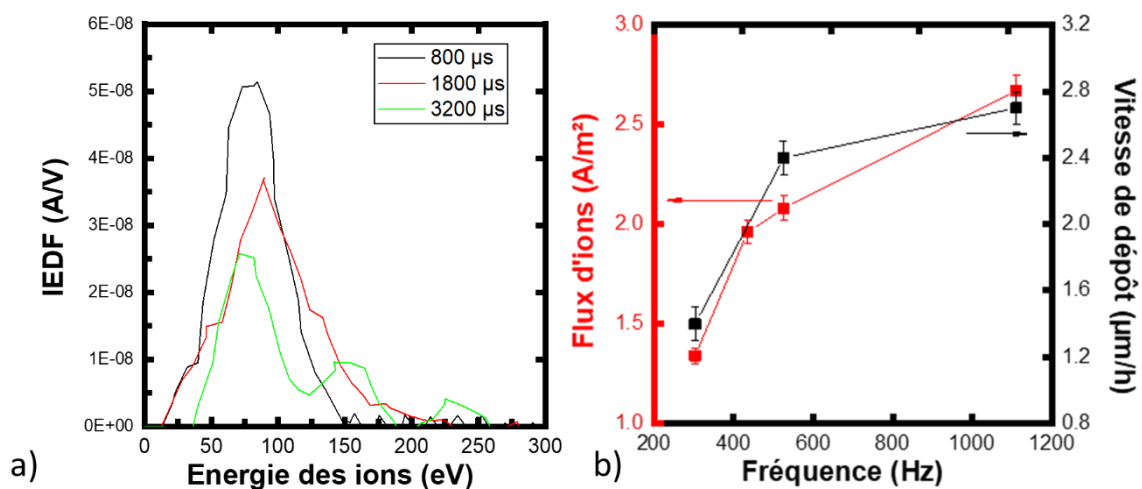 6E-08
5E-08
4E-08
3E-08
2E-08
1E-08
0E+00
IEDF (A/V)
800 µs
1800 µs
3200 µs
0 50 100 150 200 250 300
Energie des ions (eV)
a)
3.0
2.5
2.0
1.5
1.0
Flux d'ions (A/m²)
3.2
2.8
2.4
2.0
1.6
1.2
0.8
Vitesse de dépôt (µm/h)
200 400 600 800 1000 1200
Fréquence (Hz)
b)